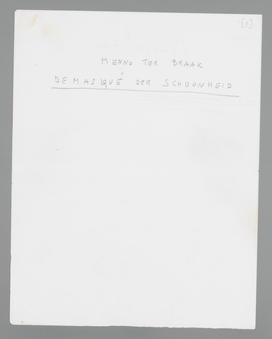 [1]
MENNO TER BRAAK
DEMASQUÉ DER SCHOONHEID